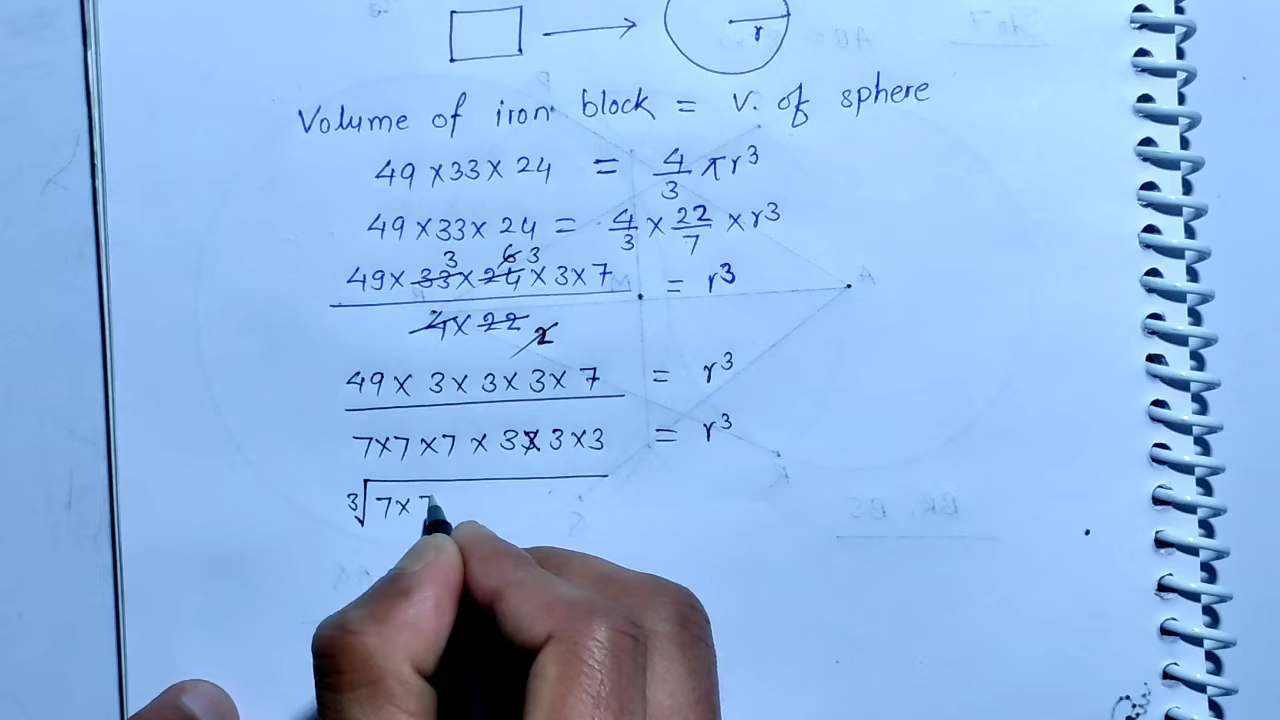 r
Volume of iron block = V. of sphere
49 × 33 × 24 = 4/3 πr³
49 × 33 × 24 = 4/3 × 22/7 × r³
3 6 3
49 × 33 × 24 × 3 × 7 = r³
4 × 22 2
49 × 3 × 3 × 3 × 7 = r³
7 × 7 × 7 × 3 × 3 × 3 = r³
³√7 × 7